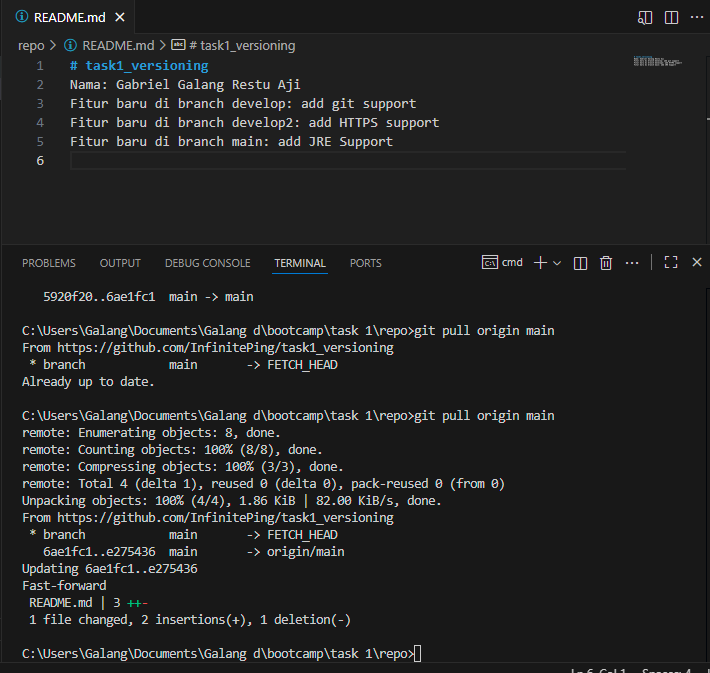 README.md
repo > README.md > # task1_versioning
1 # task1_versioning
2 Nama: Gabriel Galang Restu Aji
3 Fitur baru di branch develop: add git support
4 Fitur baru di branch develop2: add HTTPS support
5 Fitur baru di branch main: add JRE Support
6
PROBLEMS OUTPUT DEBUG CONSOLE TERMINAL PORTS cmd
5920f20..6ae1fc1 main -> main
C:\Users\Galang\Documents\Galang d\bootcamp\task 1\repo>git pull origin main
From https://github.com/InfinitePing/task1_versioning
* branch main -> FETCH_HEAD
Already up to date.
C:\Users\Galang\Documents\Galang d\bootcamp\task 1\repo>git pull origin main
remote: Enumerating objects: 8, done.
remote: Counting objects: 100% (8/8), done.
remote: Compressing objects: 100% (3/3), done.
remote: Total 4 (delta 1), reused 0 (delta 0), pack-reused 0 (from 0)
Unpacking objects: 100% (4/4), 1.86 KiB | 82.00 KiB/s, done.
From https://github.com/InfinitePing/task1_versioning
* branch main -> FETCH_HEAD
6ae1fc1..e275436 main -> origin/main
Updating 6ae1fc1..e275436
Fast-forward
README.md | 3 ++-
1 file changed, 2 insertions(+), 1 deletion(-)
C:\Users\Galang\Documents\Galang d\bootcamp\task 1\repo>